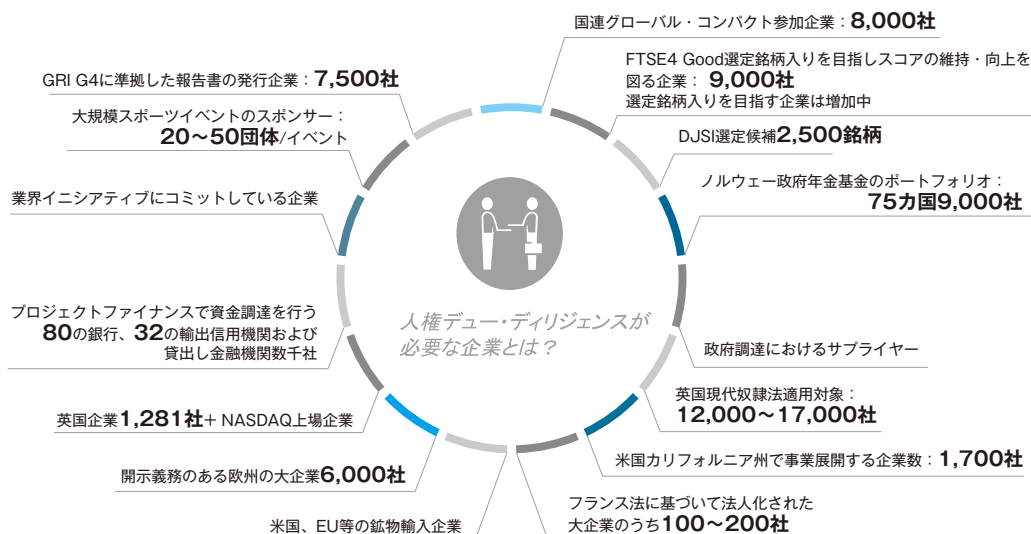 国連グローバル・コンパクト参加企業：8,000社
FTSE4 Good選定銘柄入りを目指しスコアの維持・向上を
図る企業： 9,000社
選定銘柄入りを目指す企業は増加中
DJSI選定候補2,500銘柄
ノルウェー政府年金基金のポートフォリオ：
75カ国9,000社
政府調達におけるサプライヤー
英国現代奴隷法適用対象：
12,000〜17,000社
米国カリフォルニア州で事業展開する企業数：1,700社
フランス法に基づいて法人化された
大企業のうち100〜200社
米国、EU等の鉱物輸入企業
開示義務のある欧州の大企業6,000社
英国企業1,281社＋ NASDAQ上場企業
プロジェクトファイナンスで資金調達を行う
80の銀行、32の輸出信用機関および
貸出し金融機関数千社
業界イニシアティブにコミットしている企業
大規模スポーツイベントのスポンサー：
20〜50団体/イベント
GRI G4に準拠した報告書の発行企業：7,500社
人権デュー・ディリジェンスが
必要な企業とは？